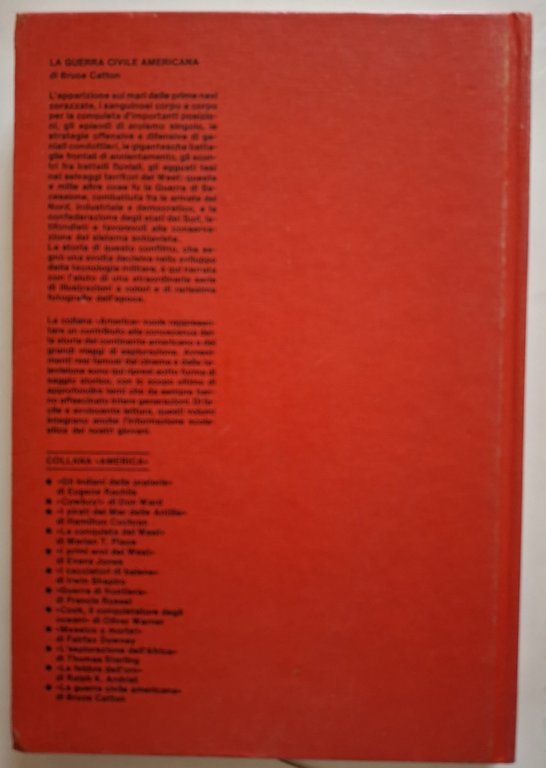 LA GUERRA CIVILE AMERICANA
di Bruce Catton
L'apparizione sui mari delle prime navi
corazzate, i sanguinosi corpo a corpo
per la conquista d'importanti posizio-
ni, gli episodi di eroismo singolo, le
strategie offensive e difensive di ge-
niali condottieri, le gigantesche batta-
glie frontali di annientamento, gli scon-
tri fra battelli fluviali, gli agguati tesi
nei selvaggi territori del West: queste
e mille altre cose fu la Guerra di Se-
cessione, combattuta fra le armate del
Nord, industriale e democratico, e la
confederazione degli stati del Sud, la-
tifondisti e favorevoli alla conserva-
zione del sistema schiavista.
La storia di questo conflitto, che se-
gnò una svolta decisiva nello sviluppo
della tecnologia militare, è qui narrata
con l'aiuto di una straordinaria serie
di illustrazioni a colori e di rarissime
fotografie dell'epoca.
La collana «America» vuole rappresen-
tare un contributo alla conoscenza del-
la storia del continente americano e dei
grandi viaggi di esplorazione. Avveni-
menti resi famosi dal cinema e dalla te-
levisione sono qui ripresi sotto forma di
saggio storico, con lo scopo ultimo di
approfondire temi che da sempre han-
no affascinato intere generazioni. Di fa-
cile e avvincente lettura, questi volumi
integrano anche l'informazione scola-
stica dei nostri giovani.
COLLANA «AMERICA»
● «Gli indiani delle praterie»
di Eugene Rachlis
● «Cowboy!» di Don Ward
● «I pirati del Mar delle Antille»
di Hamilton Cochran
● «La conquista del West»
di Marian T. Place
● «I primi eroi del West»
di Evans Jones
● «I cacciatori di balene»
di Irwin Shapiro
● «Guerra di frontiera»
di Francis Russel
● «Cook, il conquistatore degli
oceani» di Oliver Warner
● «Messico a mortai»
di Fairfax Downey
● «L'esplorazione dell'Africa»
di Thomas Sterling
● «La febbre dell'oro»
di Ralph K. Andrist
● «La guerra civile americana»
di Bruce Catton